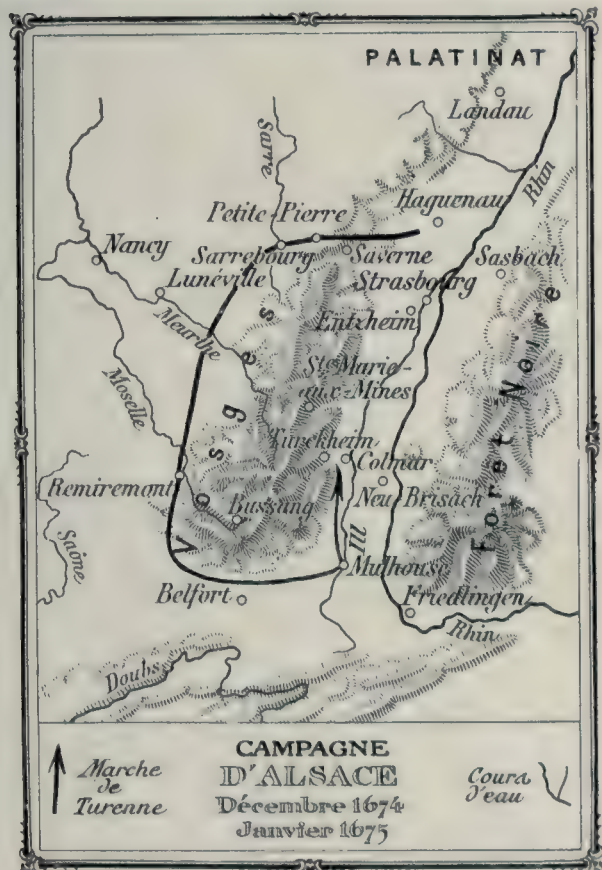 PALATINAT
Landau
Sarre
Rhin
Haguenau
Petite-Pierre
Nancy
Sarrebourg
Saverne
Sasbach
Lunéville
Strasbourg
Meurthe
Entzheim
Ste Marie-
aux-Mines
Vosges
Forêt Noire
Moselle
Turckheim
Colmar
Remiremont
Neu Brisach
Bussang
Ill
Saône
Mulhouse
Belfort
Friedlingen
Rhin
Doubs
Marche
de
Turenne
CAMPAGNE
D'ALSACE
Décembre 1674
Janvier 1675
Cours
d'eau